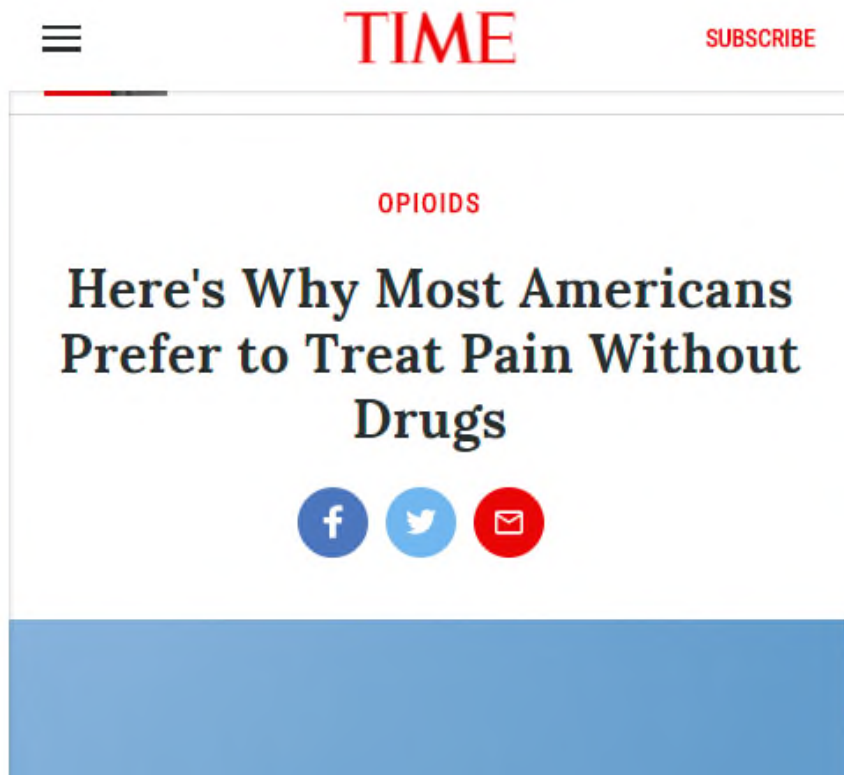 TIME
SUBSCRIBE
OPIOIDS
Here's Why Most Americans
Prefer to Treat Pain Without
Drugs